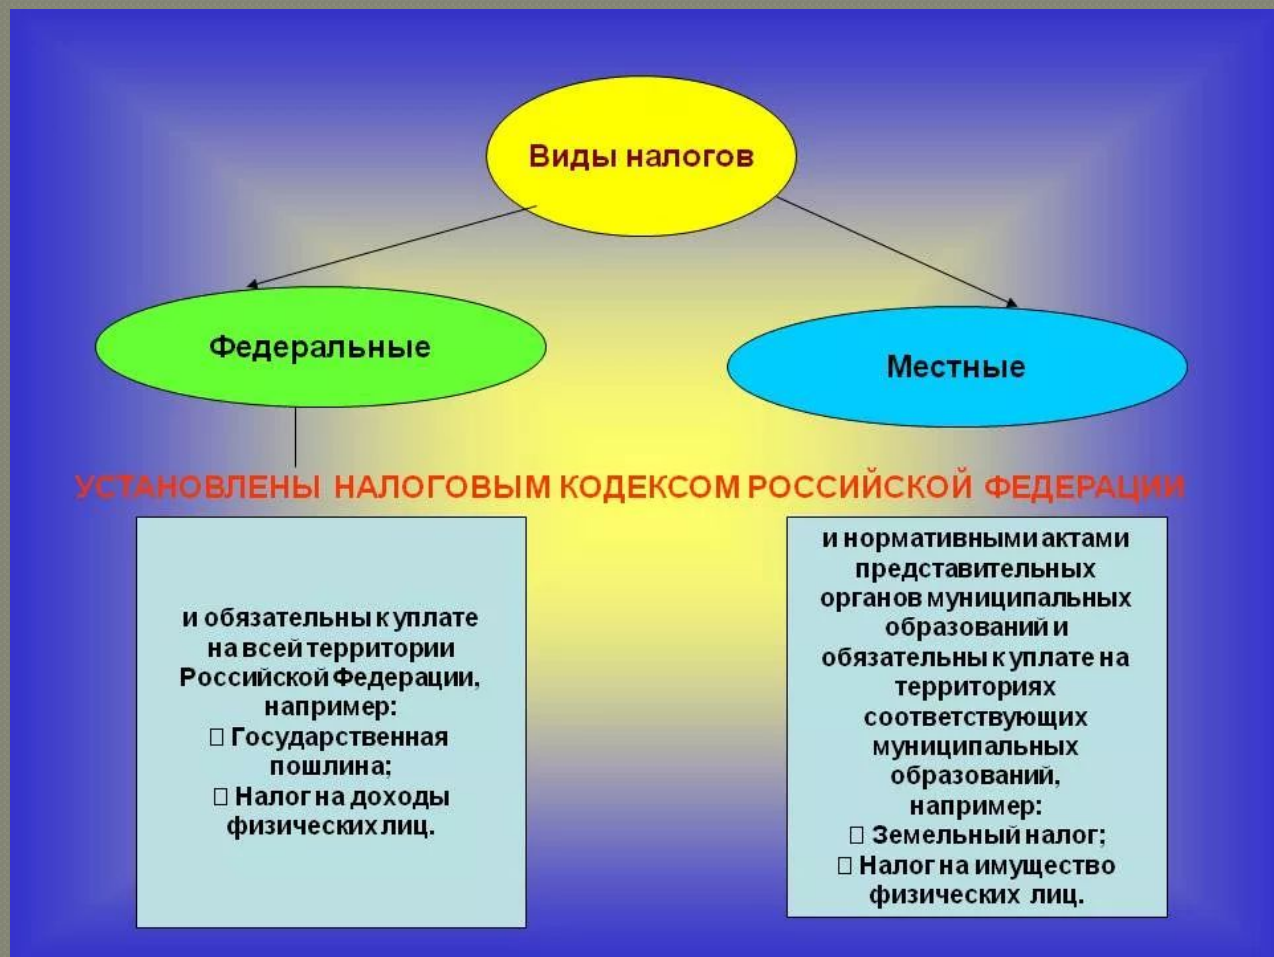 Виды налогов
Федеральные
Местные
УСТАНОВЛЕНЫ НАЛОГОВЫМ КОДЕКСОМ РОССИЙСКОЙ ФЕДЕРАЦИИ
и обязательны к уплате
на всей территории
Российской Федерации,
например:
Государственная
пошлина;
Налог на доходы
физических лиц.
и нормативными актами
представительных
органов муниципальных
образований и
обязательны к уплате на
территориях
соответствующих
муниципальных
образований,
например:
Земельный налог;
Налог на имущество
физических лиц.